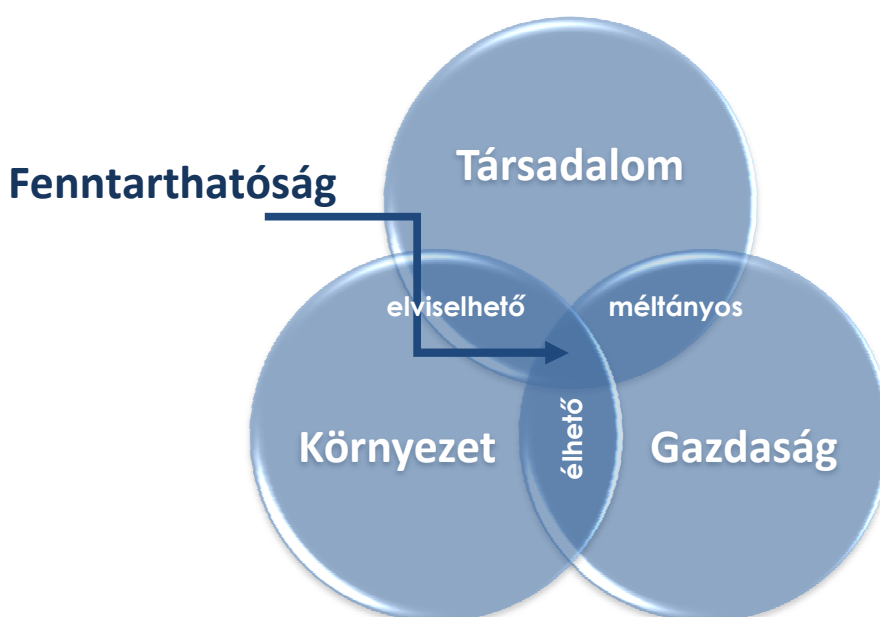 Társadalom
Fenntarthatóság
elviselhető
méltányos
élhető
Környezet
Gazdaság